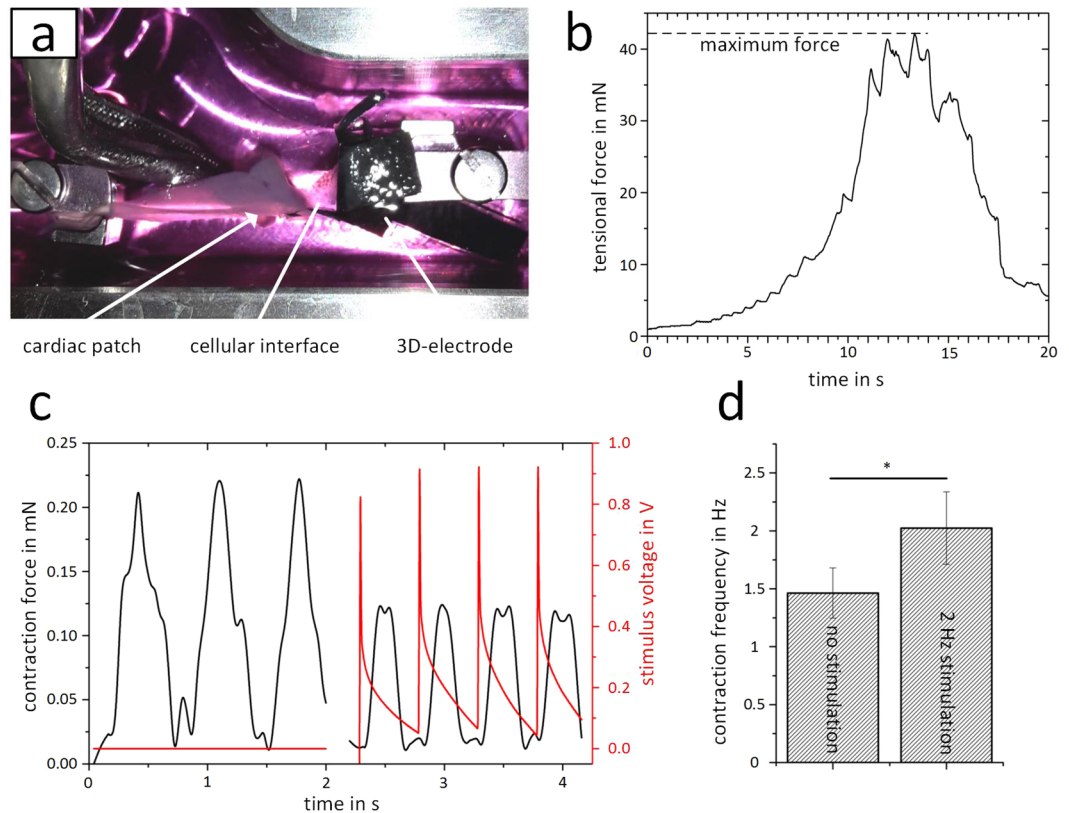 a
cardiac patch
cellular interface
3D-electrode
b
tensional force in mN
40
30
20
10
0
maximum force
0 5 10 15 20
time in s
c
contraction force in mN
0.25
0.20
0.15
0.10
0.05
0.00
0 1 2 3 4
time in s
1.0
0.8
0.6
0.4
0.2
0.0
stimulus voltage in V
d
contraction frequency in Hz
2.5
2
1.5
1
0.5
0
*
no stimulation
2 Hz stimulation